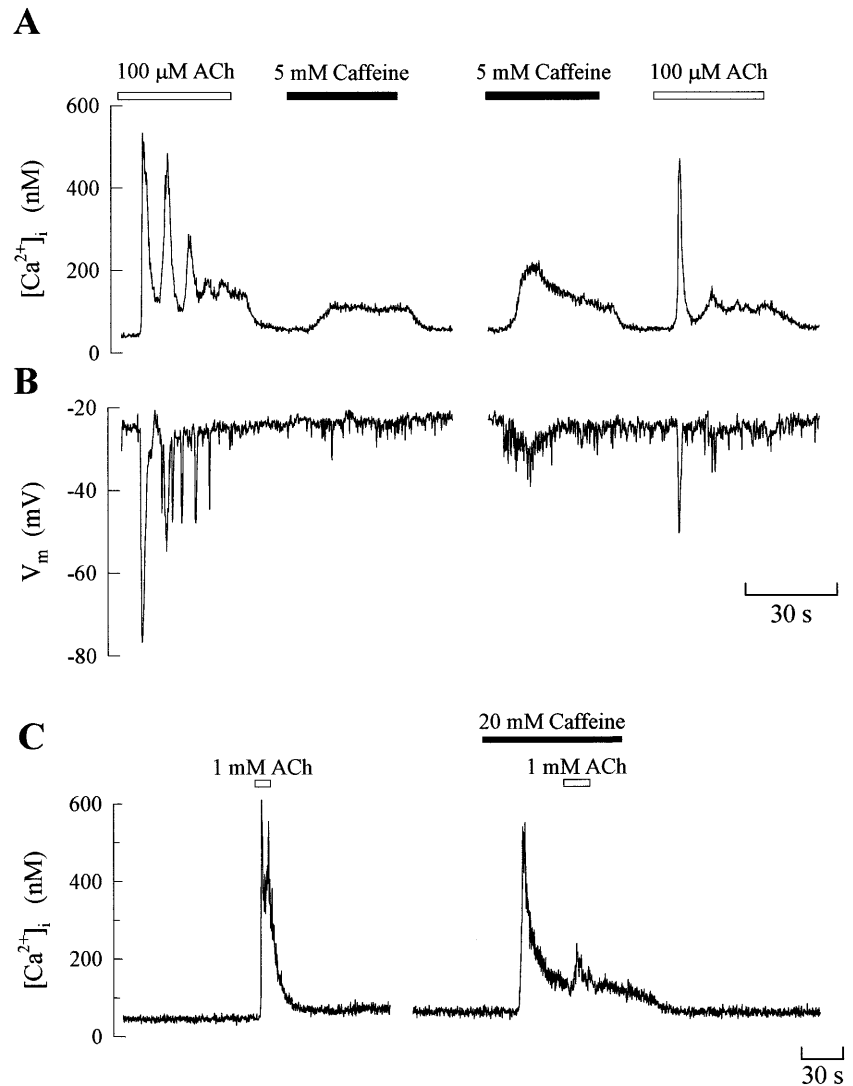 A
100 µM ACh 5 mM Caffeine 5 mM Caffeine 100 µM ACh
600
400
200
0
[Ca2+]i (nM)
B
-20
-40
-60
-80
Vm (mV)
30 s
C
20 mM Caffeine
1 mM ACh 1 mM ACh
600
400
200
0
[Ca2+]i (nM)
30 s